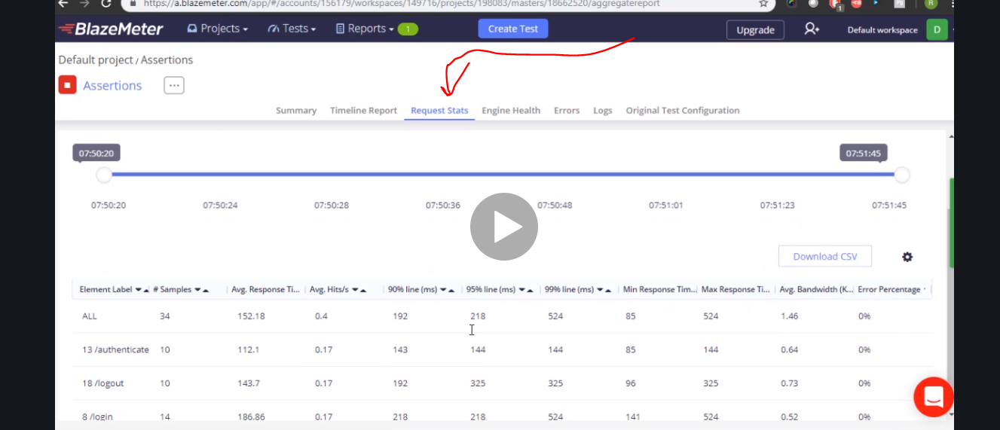 https://a.blazemeter.com/app/#/accounts/156179/workspaces/149716/projects/198083/masters/18662520/aggregatereport
1
R
BlazeMeter Projects Tests Reports 1 Create Test Upgrade Default workspace D
Default project / Assertions
Assertions ...
Summary Timeline Report Request Stats Engine Health Errors Logs Original Test Configuration
07:50:20 07:51:45
07:50:20 07:50:24 07:50:28 07:50:36 07:50:48 07:51:01 07:51:23 07:51:45
Download CSV
Element Label # Samples Avg. Response Ti... Avg. Hits/s 90% line (ms) 95% line (ms) 99% line (ms) Min Response Tim... Max Response Ti... Avg. Bandwidth (K... Error Percentage
ALL 34 152.18 0.4 192 218 524 85 524 1.46 0%
13 /authenticate 10 112.1 0.17 143 144 144 85 144 0.64 0%
18 /logout 10 143.7 0.17 192 325 325 96 325 0.73 0%
8 /login 14 186.86 0.17 218 218 524 141 524 0.52 0%